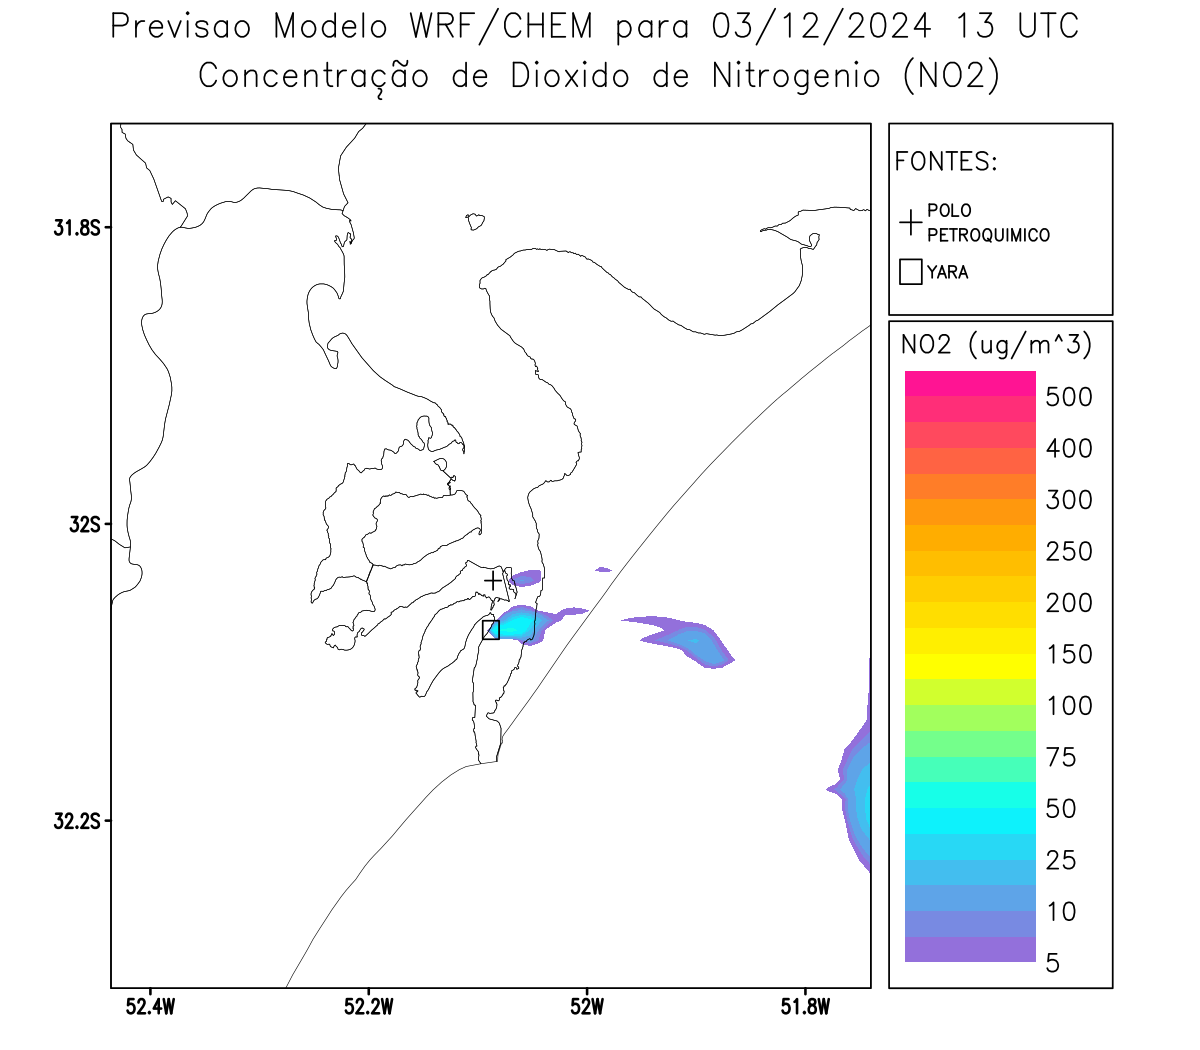 Previsao Modelo WRF/CHEM para 03/12/2024 13 UTC
Concentração de Dioxido de Nitrogenio (NO2)
FONTES:
POLO
PETROQUIMICO
YARA
NO2 (ug/m^3)
500
400
300
250
200
150
100
75
50
25
10
5
31.8S
32S
32.2S
52.4W
52.2W
52W
51.8W